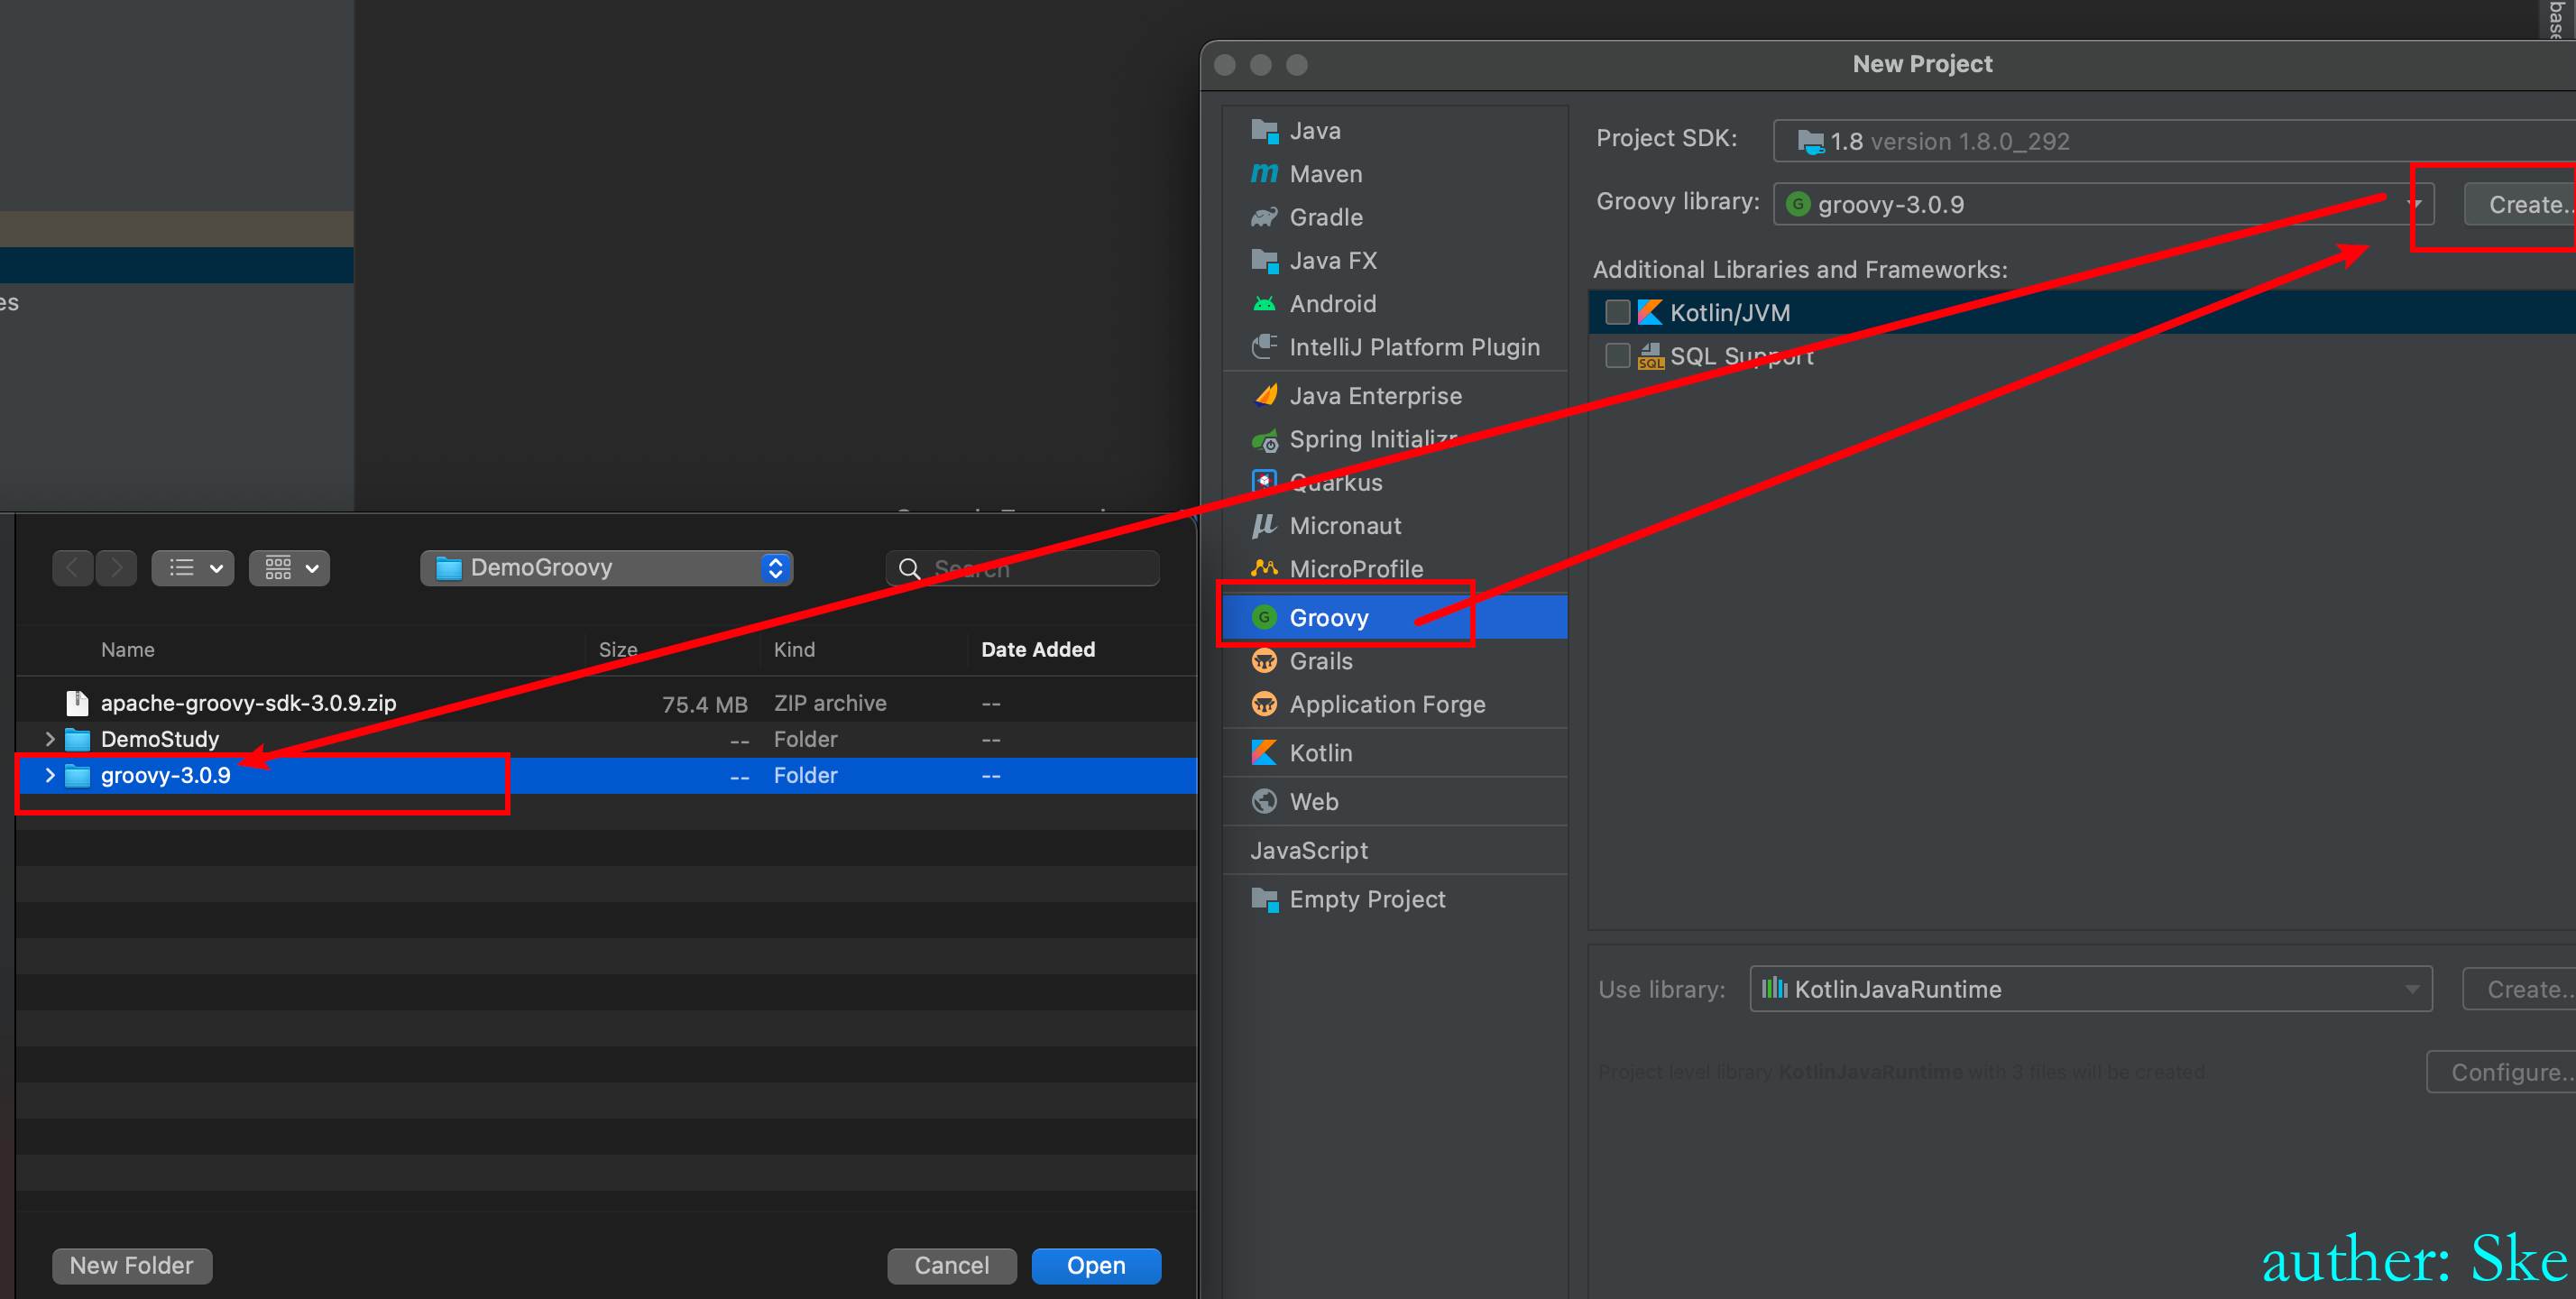 base
New Project
es
Java
Maven
Gradle
Java FX
Android
IntelliJ Platform Plugin
Java Enterprise
Spring Initializr
Quarkus
Micronaut
MicroProfile
Groovy
Grails
Application Forge
Kotlin
Web
JavaScript
Empty Project
Project SDK: 1.8 version 1.8.0_292
Groovy library: G groovy-3.0.9 Create..
Additional Libraries and Frameworks:
Kotlin/JVM
SQL SQL Support
Use library: KotlinJavaRuntime Create..
Project level library KotlinJavaRuntime with 3 files will be created
Configure..
DemoGroovy
Search
Name Size Kind Date Added
apache-groovy-sdk-3.0.9.zip 75.4 MB ZIP archive --
DemoStudy -- Folder --
groovy-3.0.9 -- Folder --
New Folder Cancel Open
auther: Ske